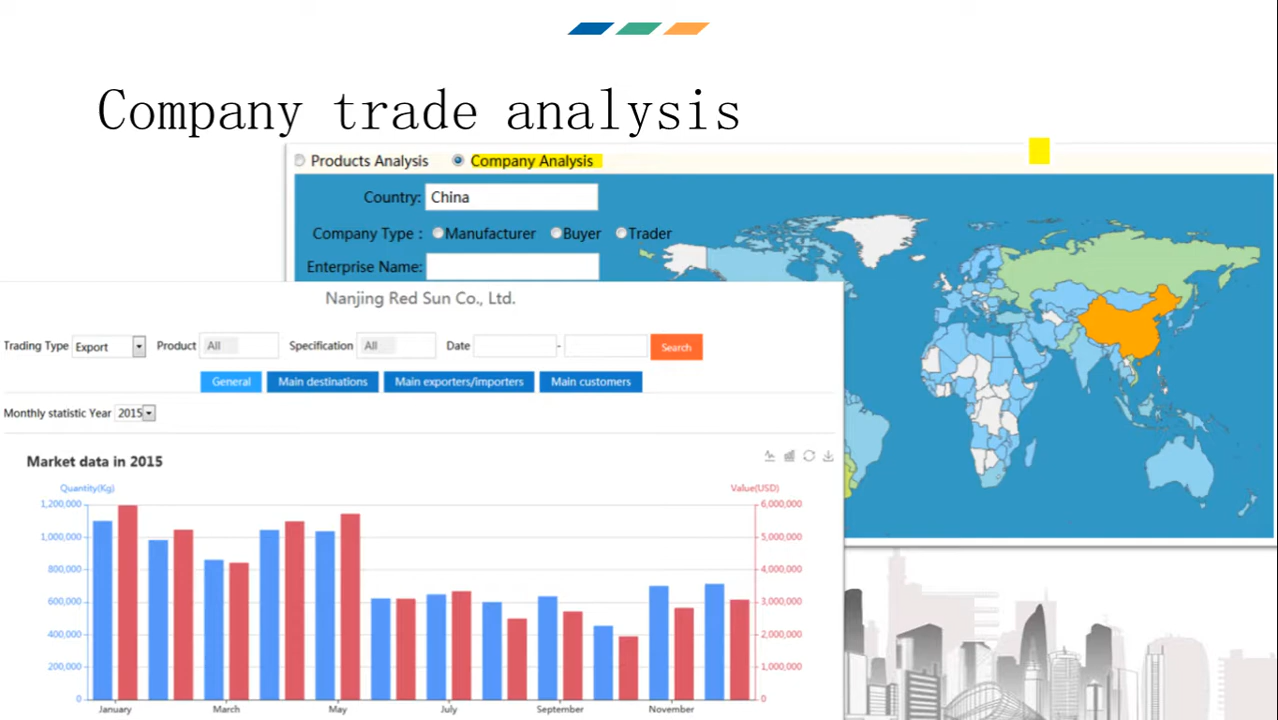 Company trade analysis
Products Analysis Company Analysis
Country: China
Company Type : Manufacturer Buyer Trader
Enterprise Name:
Nanjing Red Sun Co., Ltd.
Trading Type Export Product All Specification All Date - Search
General Main destinations Main exporters/importers Main customers
Monthly statistic Year 2015
Market data in 2015
Quantity(Kg) Value(USD)
1,200,000 6,000,000
1,000,000 5,000,000
800,000 4,000,000
600,000 3,000,000
400,000 2,000,000
200,000 1,000,000
0 0
January March May July September November